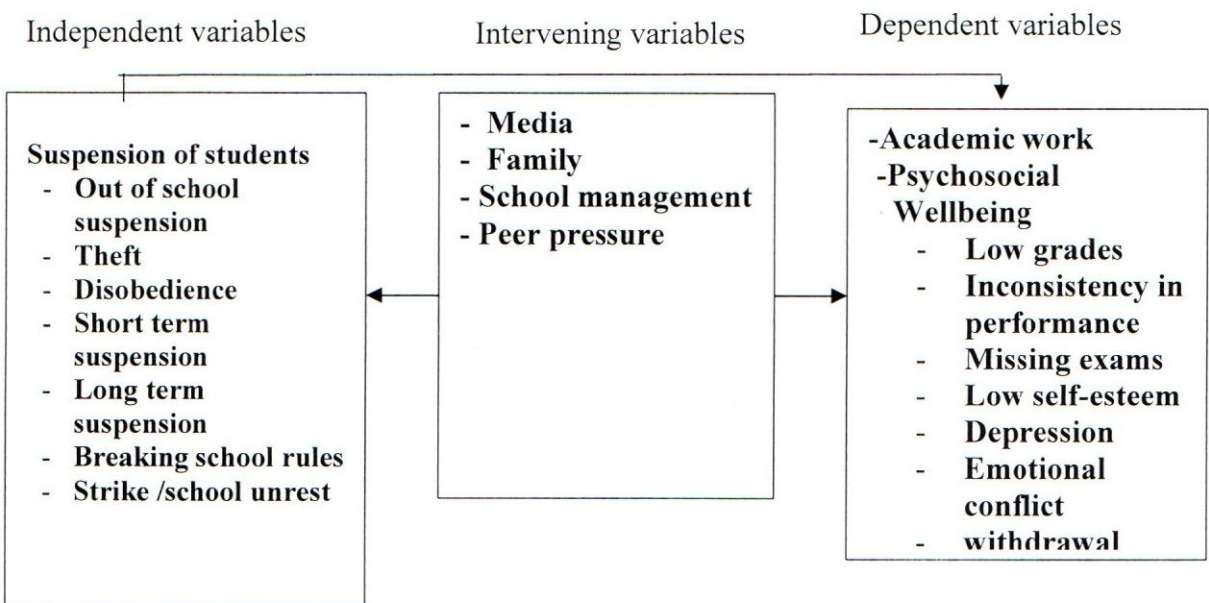 Independent variables
Intervening variables
Dependent variables
Suspension of students
- Out of school
suspension
- Theft
- Disobedience
- Short term
suspension
- Long term
suspension
- Breaking school rules
- Strike /school unrest
- Media
- Family
- School management
- Peer pressure
-Academic work
-Psychosocial
Wellbeing
- Low grades
- Inconsistency in
performance
- Missing exams
- Low self-esteem
- Depression
- Emotional
conflict
- withdrawal